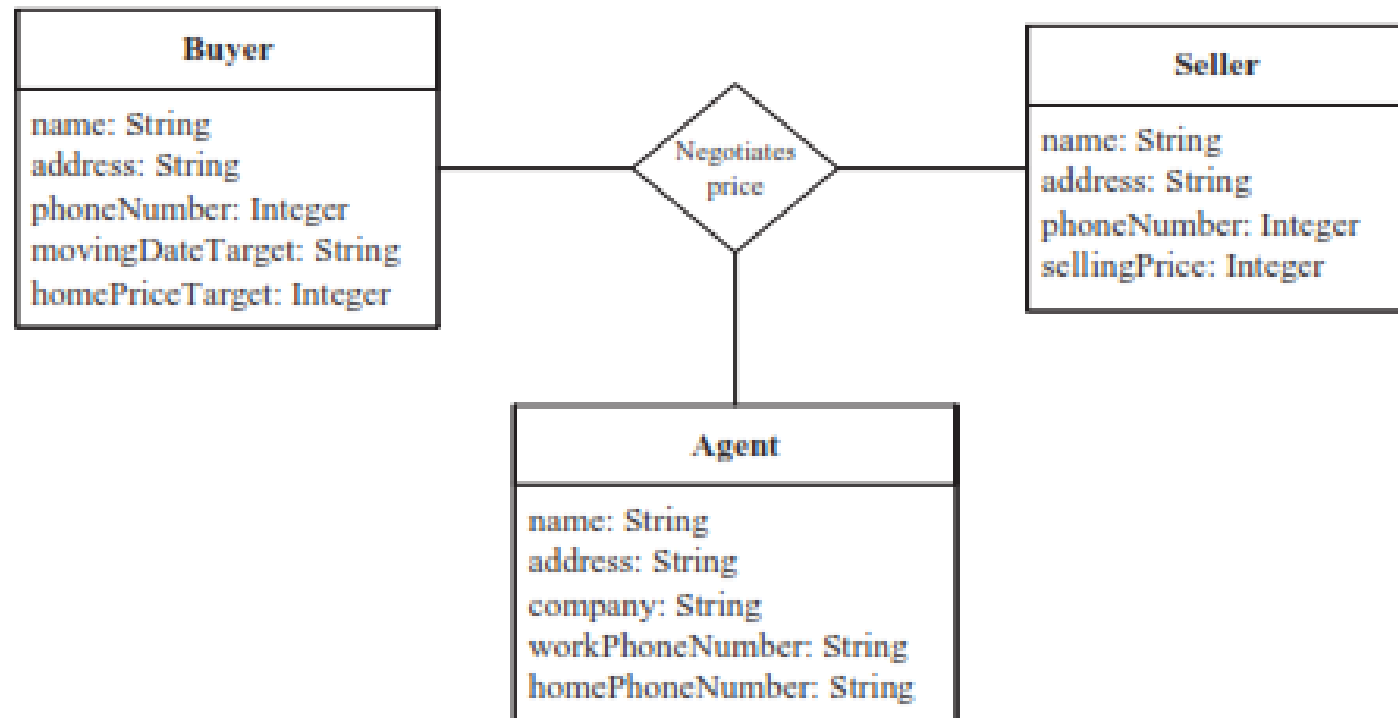 Buyer
name: String
address: String
phoneNumber: Integer
movingDateTarget: String
homePriceTarget: Integer
Negotiates
price
Seller
name: String
address: String
phoneNumber: Integer
sellingPrice: Integer
Agent
name: String
address: String
company: String
workPhoneNumber: String
homePhoneNumber: String